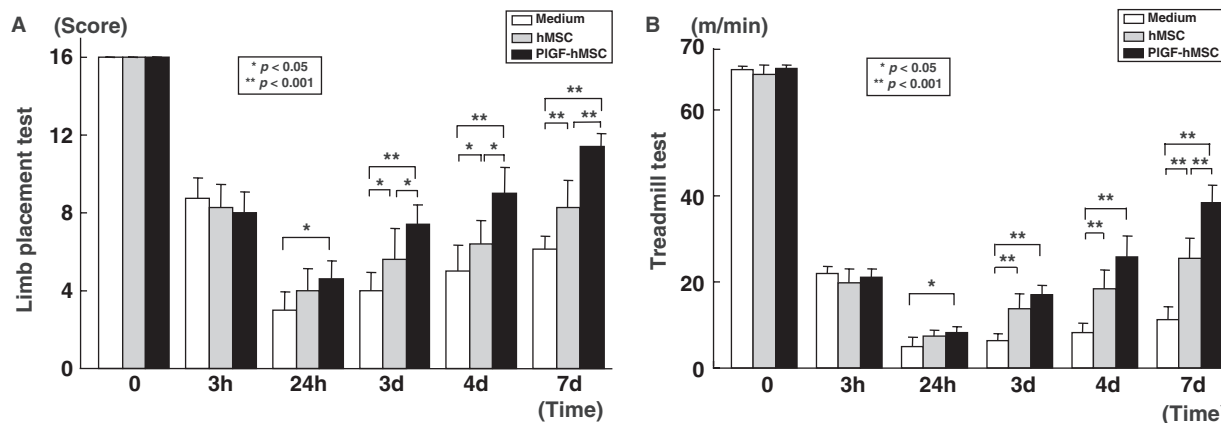 A (Score)
Medium
hMSC
PlGF-hMSC
* p < 0.05
** p < 0.001
Limb placement test
16
12
8
4
0
*
** * *
** * *
** ** **
0 3h 24h 3d 4d 7d
(Time)
B (m/min)
Medium
hMSC
PlGF-hMSC
* p < 0.05
** p < 0.001
Treadmill test
70
60
40
20
0
*
** **
** **
** ** **
0 3h 24h 3d 4d 7d
(Time)